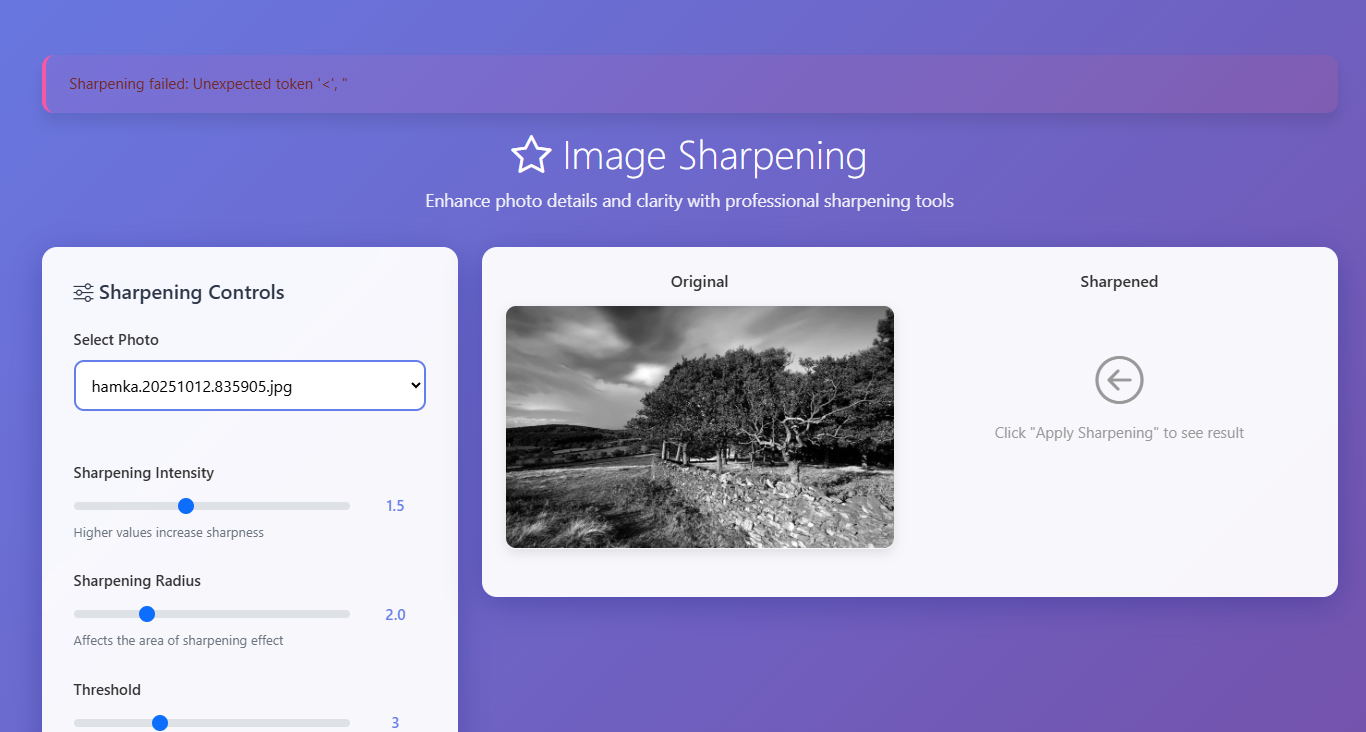 Sharpening failed: Unexpected token '<', "
Image Sharpening
Enhance photo details and clarity with professional sharpening tools
Sharpening Controls
Select Photo
hamka.20251012.835905.jpg
Sharpening Intensity
1.5
Higher values increase sharpness
Sharpening Radius
2.0
Affects the area of sharpening effect
Threshold
3
Original
Sharpened
Click "Apply Sharpening" to see result